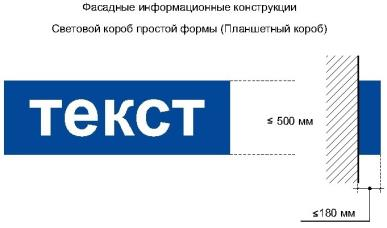 Фасадные информационные конструкции
Световой короб простой формы (Планшетный короб)
текст
≤ 500 мм
≤180 мм